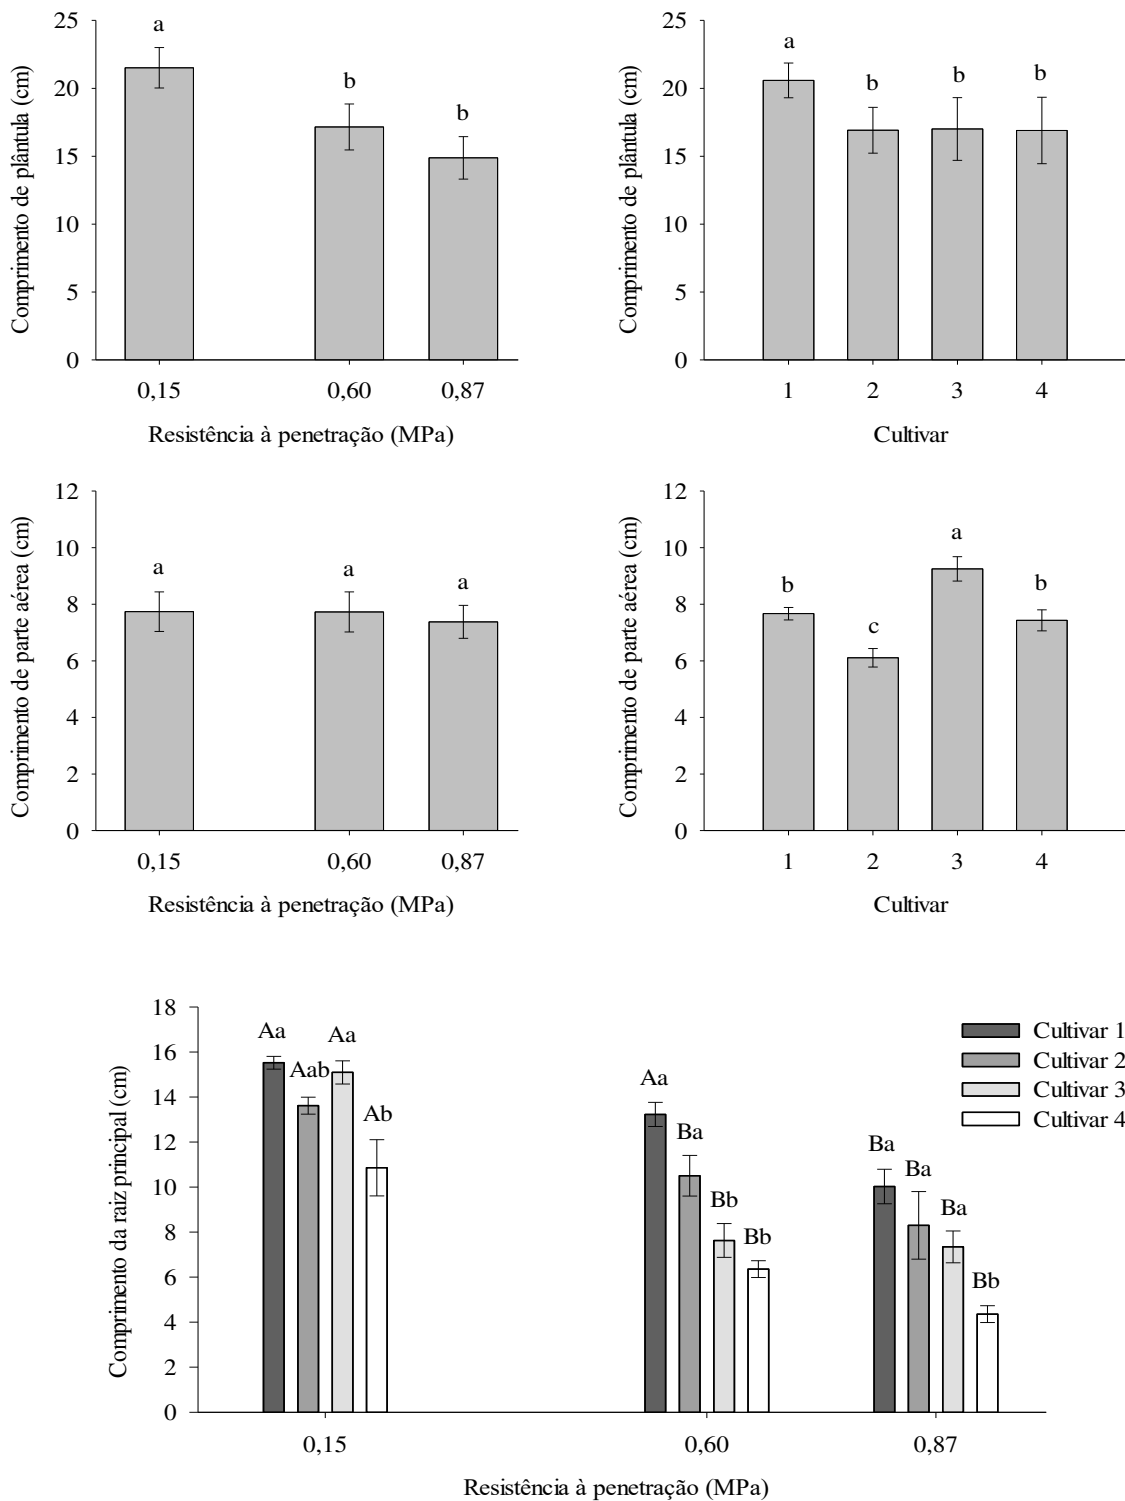 Comprimento de plântula (cm)
25
20
15
10
5
0
a
b
b
0,15
0,60
0,87
Resistência à penetração (MPa)
Comprimento de plântula (cm)
25
20
15
10
5
0
a
b
b
b
1
2
3
4
Cultivar
Comprimento de parte aérea (cm)
12
10
8
6
4
2
0
a
a
a
0,15
0,60
0,87
Resistência à penetração (MPa)
Comprimento de parte aérea (cm)
12
10
8
6
4
2
0
b
c
a
b
1
2
3
4
Cultivar
Comprimento da raiz principal (cm)
18
16
14
12
10
8
6
4
2
0
Aa
Aab
Aa
Ab
Aa
Ba
Bb
Bb
Ba
Ba
Ba
Bb
Cultivar 1
Cultivar 2
Cultivar 3
Cultivar 4
0,15
0,60
0,87
Resistência à penetração (MPa)